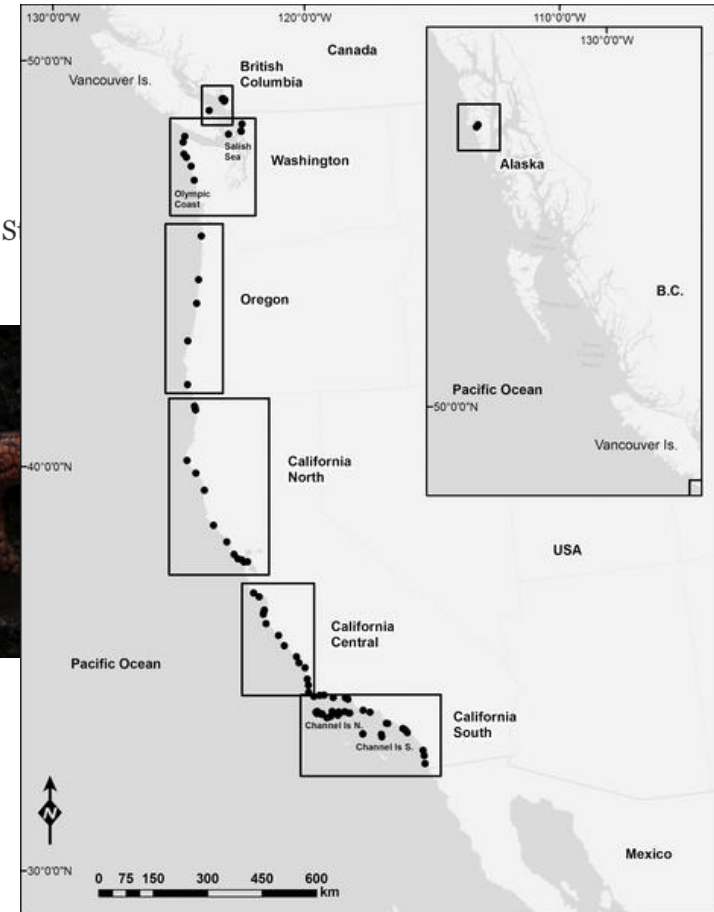 130°0'0"W
120°0'0"W
110°0'0"W
130°0'0"W
50°0'0"N
Canada
Vancouver Is.
British
Columbia
Salish
Sea
Washington
Olympic
Coast
Alaska
Oregon
B.C.
Pacific Ocean
50°0'0"N
Vancouver Is.
40°0'0"N
California
North
USA
California
Central
Pacific Ocean
California
South
Channel Is N.
Channel Is S.
N
Mexico
30°0'0"N
0 75 150 300 450 600
km